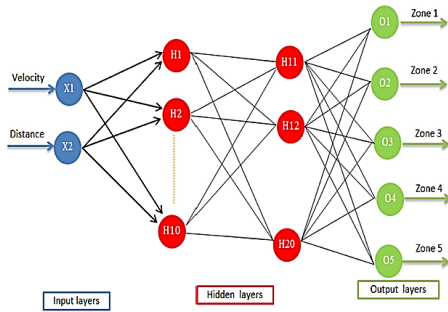 Velocity
Distance
X1
X2
H1
H2
H10
H11
H12
H20
O1
O2
O3
O4
O5
Zone 1
Zone 2
Zone 3
Zone 4
Zone 5
Input layers
Hidden layers
Output layers